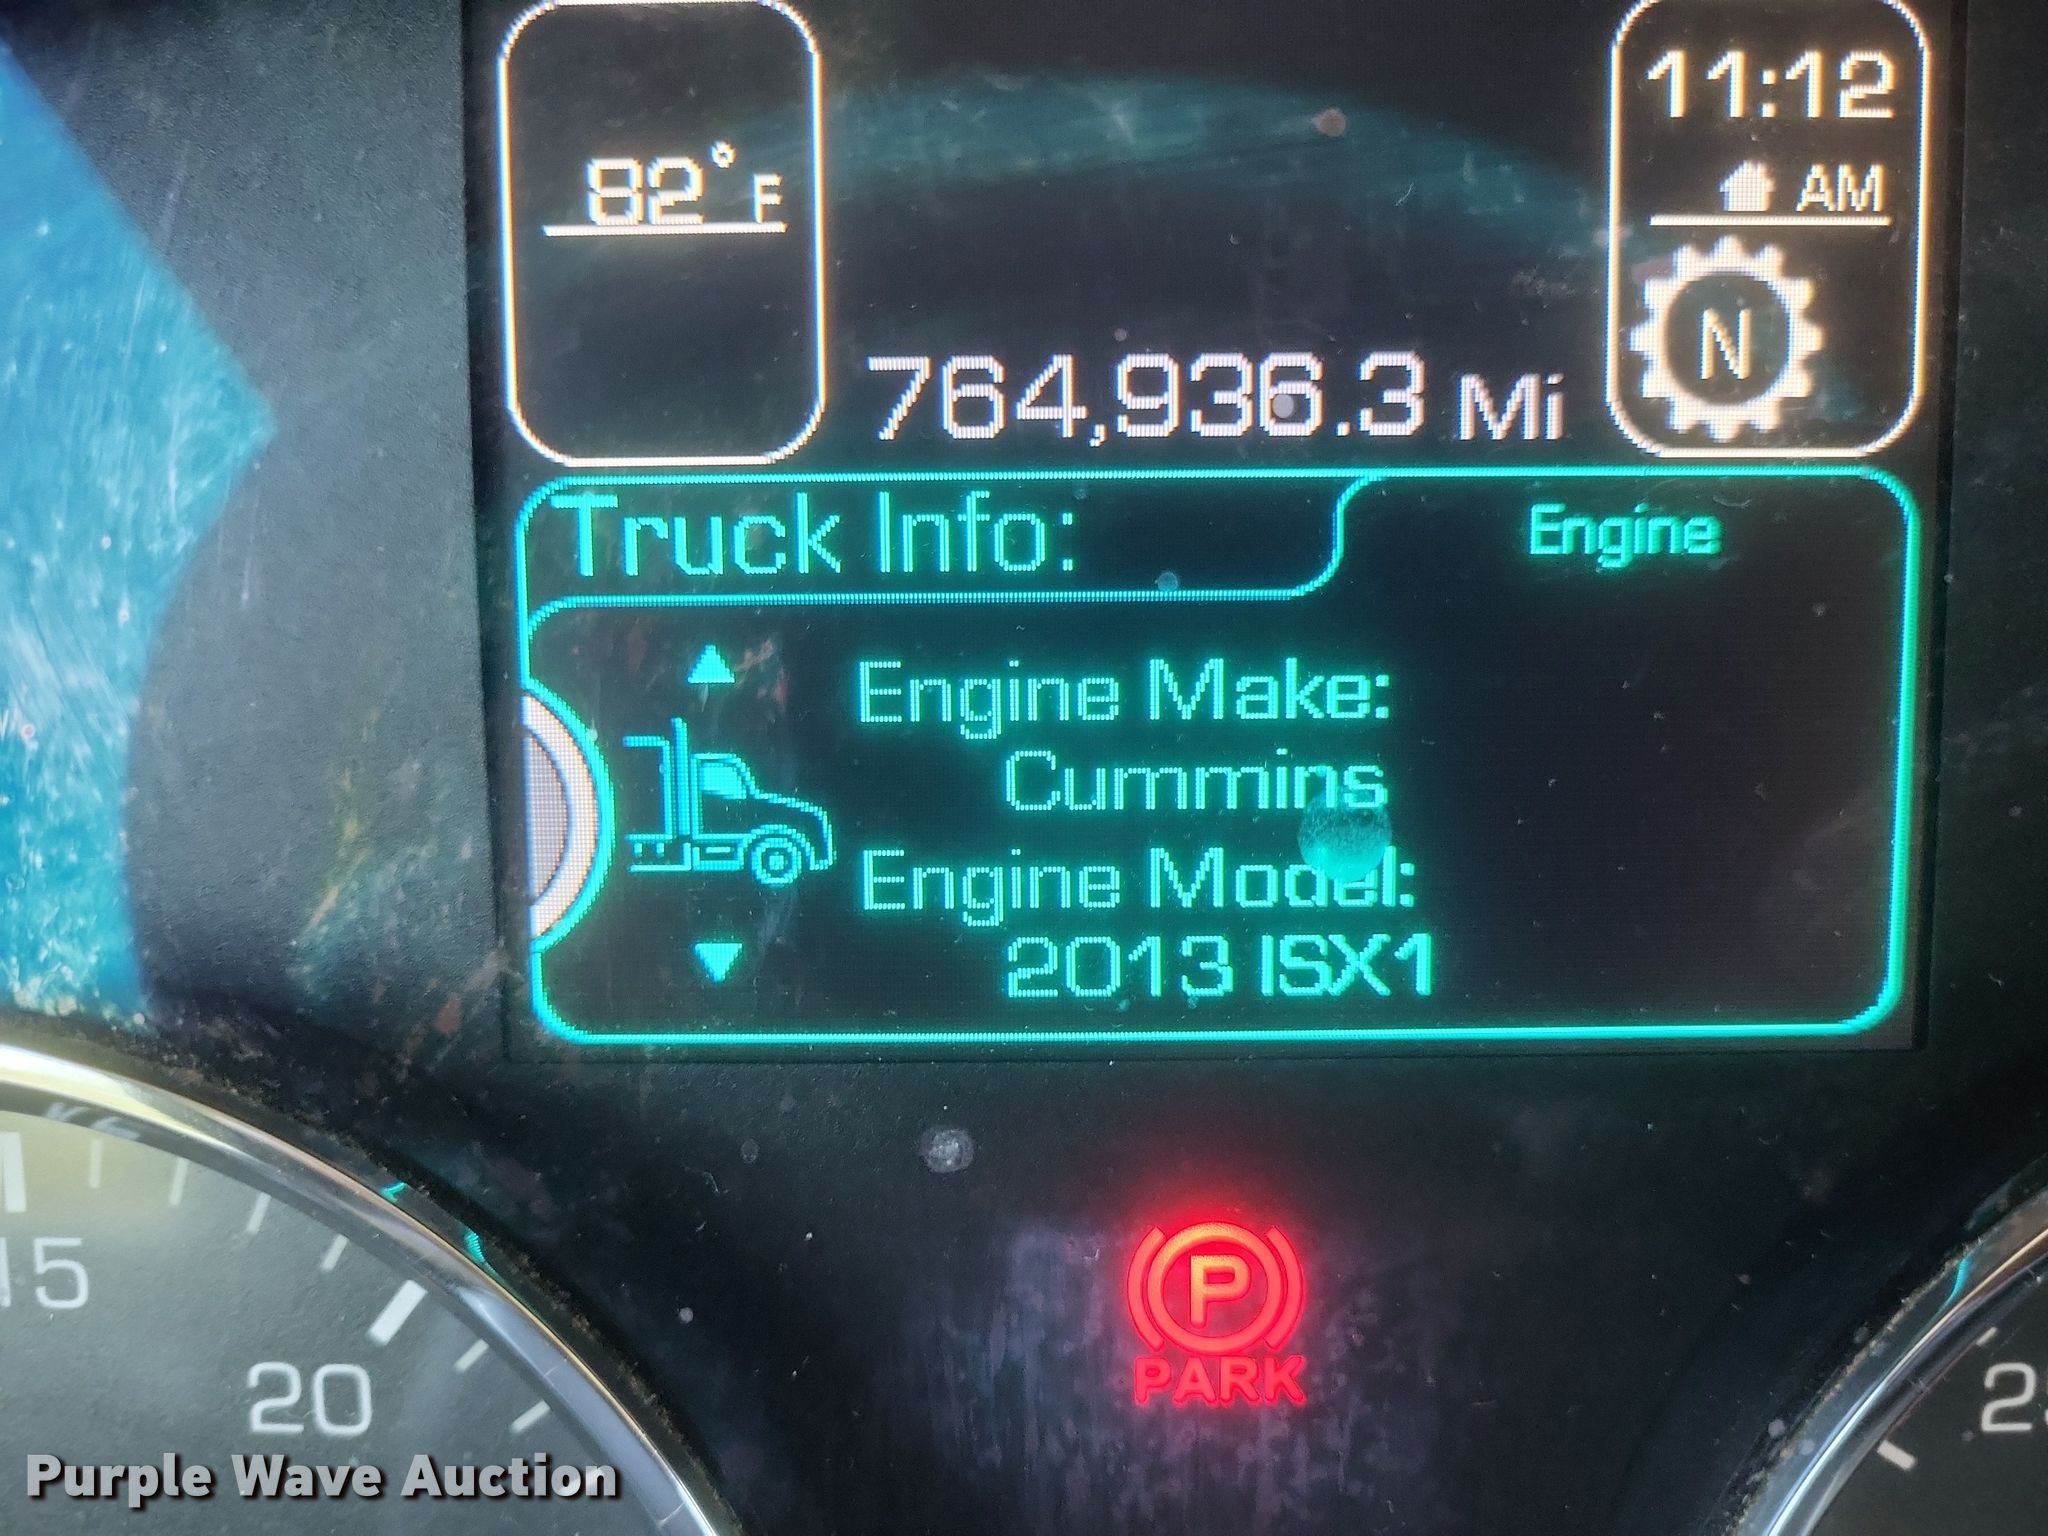 82° F
11:12
AM
N
764,936.3 Mi
Truck Info:
Engine
Engine Make:
Cummins
Engine Model:
2013 ISX1
P
PARK
15
20
Purple Wave Auction